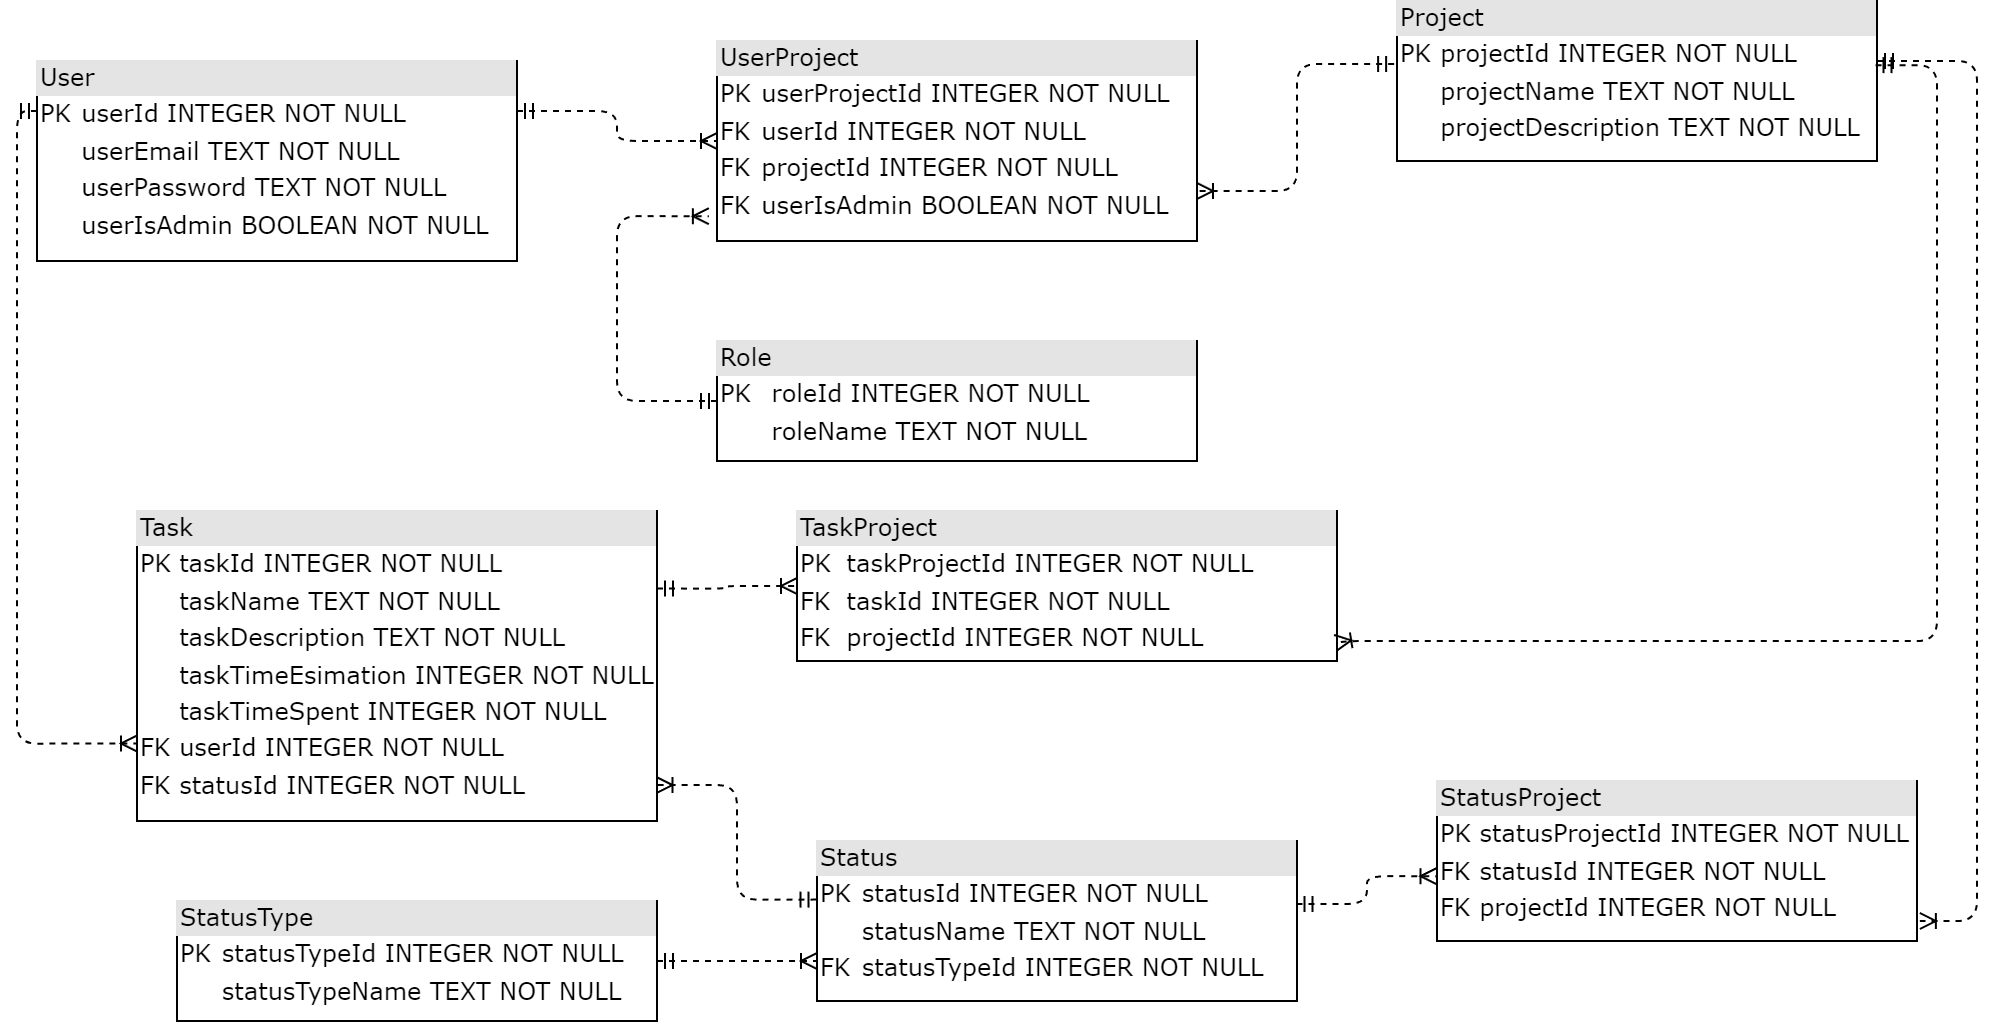 User
PK userId INTEGER NOT NULL
userEmail TEXT NOT NULL
userPassword TEXT NOT NULL
userIsAdmin BOOLEAN NOT NULL
UserProject
PK userProjectId INTEGER NOT NULL
FK userId INTEGER NOT NULL
FK projectId INTEGER NOT NULL
FK userIsAdmin BOOLEAN NOT NULL
Project
PK projectId INTEGER NOT NULL
projectName TEXT NOT NULL
projectDescription TEXT NOT NULL
Role
PK roleId INTEGER NOT NULL
roleName TEXT NOT NULL
Task
PK taskId INTEGER NOT NULL
taskName TEXT NOT NULL
taskDescription TEXT NOT NULL
taskTimeEsimation INTEGER NOT NULL
taskTimeSpent INTEGER NOT NULL
FK userId INTEGER NOT NULL
FK statusId INTEGER NOT NULL
TaskProject
PK taskProjectId INTEGER NOT NULL
FK taskId INTEGER NOT NULL
FK projectId INTEGER NOT NULL
StatusType
PK statusTypeId INTEGER NOT NULL
statusTypeName TEXT NOT NULL
Status
PK statusId INTEGER NOT NULL
statusName TEXT NOT NULL
FK statusTypeId INTEGER NOT NULL
StatusProject
PK statusProjectId INTEGER NOT NULL
FK statusId INTEGER NOT NULL
FK projectId INTEGER NOT NULL